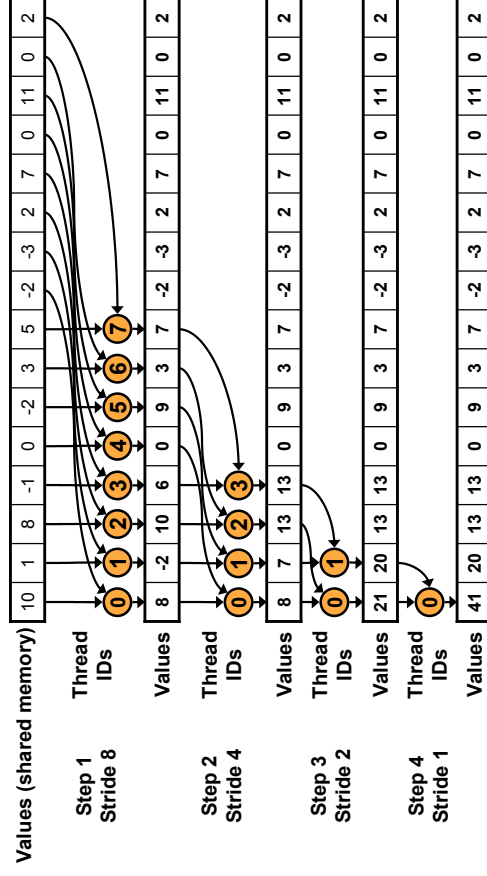 Values (shared memory) 10 1 8 -1 0 -2 3 5 -2 -3 2 7 0 11 0 2
Step 1
Stride 8
Thread
IDs
0 1 2 3 4 5 6 7
Values 8 -2 10 6 0 9 3 7 -2 -3 2 7 0 11 0 2
Step 2
Stride 4
Thread
IDs
0 1 2 3
Values 8 7 13 13 0 9 3 7 -2 -3 2 7 0 11 0 2
Step 3
Stride 2
Thread
IDs
0 1
Values 21 20 13 13 0 9 3 7 -2 -3 2 7 0 11 0 2
Step 4
Stride 1
Thread
IDs
0
Values 41 20 13 13 0 9 3 7 -2 -3 2 7 0 11 0 2